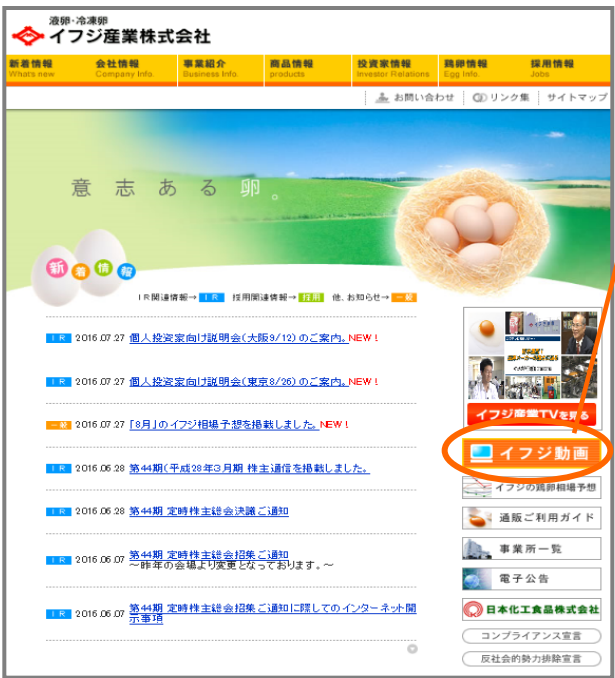 液卵・冷凍卵
イフジ産業株式会社
新着情報 会社情報 事業紹介 商品情報 投資家情報 鶏卵情報 採用情報
What's new Company Info. Business Info. products Investor Relations Egg Info. Jobs
お問い合わせ リンク集 サイトマップ
意志ある卵。
新着情報
IR関連情報→ IR 採用関連情報→ 採用 他、お知らせ→ 一般
IR 2016.07.27 個人投資家向け説明会(大阪9/12)のご案内。NEW!
IR 2016.07.27 個人投資家向け説明会(東京8/26)のご案内。NEW!
一般 2016.07.27 「8月」のイフジ相場予想を掲載しました。NEW!
IR 2016.06.28 第44期(平成28年3月期 株主通信を掲載しました。
IR 2016.06.28 第44期 定時株主総会決議ご通知
IR 2016.06.07 第44期 定時株主総会招集ご通知
～昨年の会場より変更となっております。～
IR 2016.06.07 第44期 定時株主総会招集ご通知に際してのインターネット開
示事項
イフジ産業TVを見る
イフジ動画
イフジの鶏卵相場予想
通販ご利用ガイド
事業所一覧
電子公告
日本化工食品株式会社
コンプライアンス宣言
反社会的勢力排除宣言